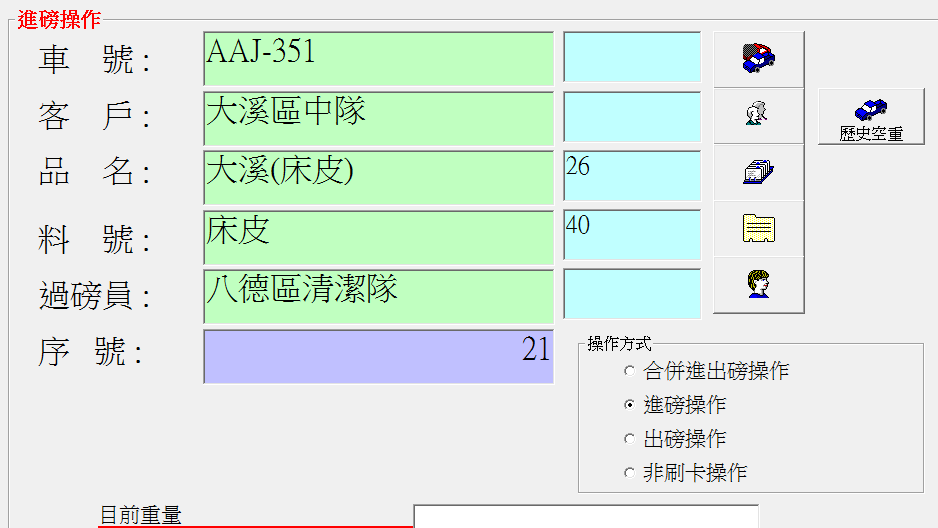 進磅操作
車 號: AAJ-351
客 戶: 大溪區中隊
歷史空重
品 名: 大溪(床皮) 26
料 號: 床皮 40
過磅員: 八德區清潔隊
序 號: 21
操作方式
合併進出磅操作
進磅操作
出磅操作
非刷卡操作
目前重量